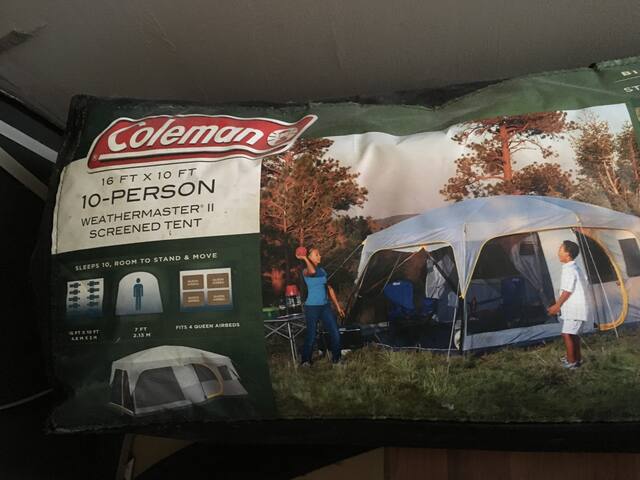 Coleman
16 FT X 10 FT
10-PERSON
WEATHERMASTER® II
SCREENED TENT
SLEEPS 10, ROOM TO STAND & MOVE
16 FT X 10 FT
7 FT
2.13 M
FITS 4 QUEEN AIRBEDS